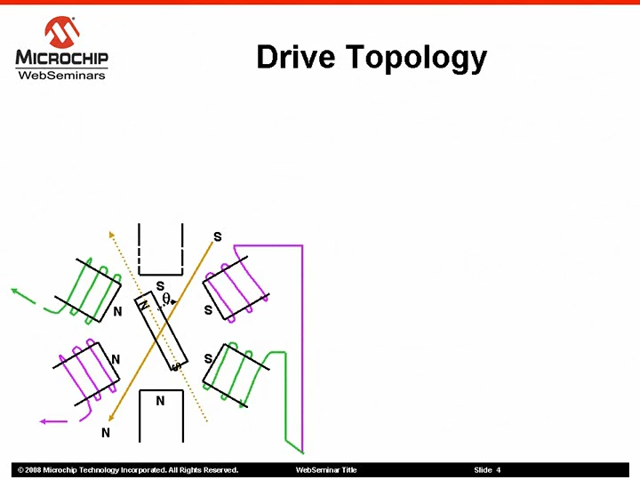 MICROCHIP
WebSeminars
Drive Topology
S
S
N
θ
S
N
N
S
S
N
N
© 2008 Microchip Technology Incorporated. All Rights Reserved. WebSeminar Title Slide 4